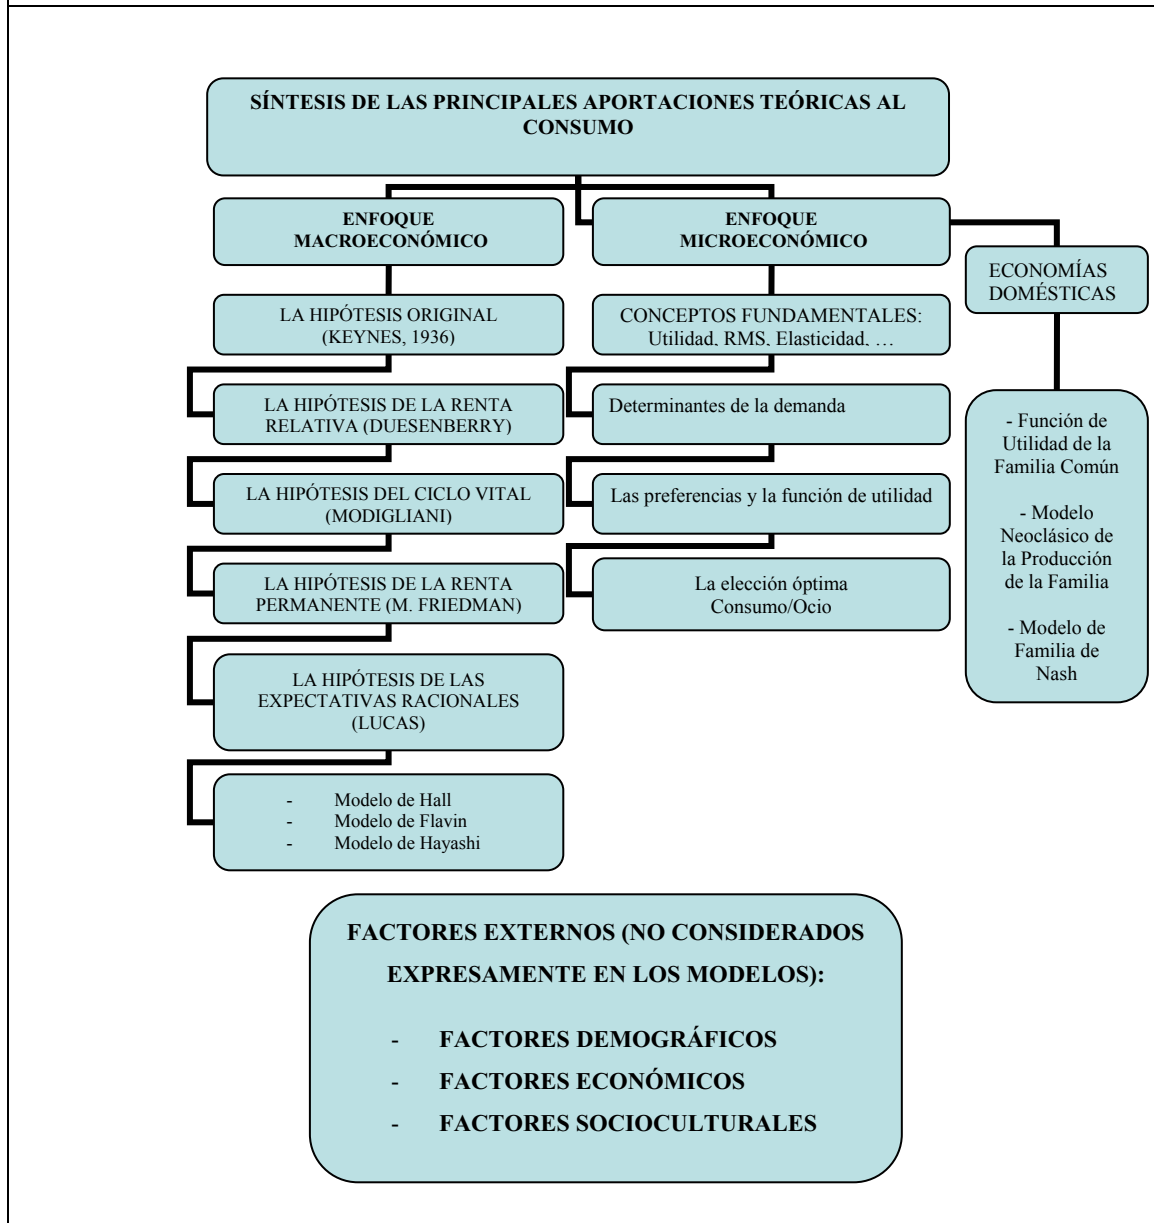 SÍNTESIS DE LAS PRINCIPALES APORTACIONES TEÓRICAS AL
CONSUMO
ENFOQUE
MACROECONÓMICO
LA HIPÓTESIS ORIGINAL
(KEYNES, 1936)
LA HIPÓTESIS DE LA RENTA
RELATIVA (DUESENBERRY)
LA HIPÓTESIS DEL CICLO VITAL
(MODIGLIANI)
LA HIPÓTESIS DE LA RENTA
PERMANENTE (M. FRIEDMAN)
LA HIPÓTESIS DE LAS
EXPECTATIVAS RACIONALES
(LUCAS)
- Modelo de Hall
- Modelo de Flavin
- Modelo de Hayashi
ENFOQUE
MICROECONÓMICO
CONCEPTOS FUNDAMENTALES:
Utilidad, RMS, Elasticidad, …
Determinantes de la demanda
Las preferencias y la función de utilidad
La elección óptima
Consumo/Ocio
ECONOMÍAS
DOMÉSTICAS
- Función de
Utilidad de la
Familia Común
- Modelo
Neoclásico de
la Producción
de la Familia
- Modelo de
Familia de
Nash
FACTORES EXTERNOS (NO CONSIDERADOS
EXPRESAMENTE EN LOS MODELOS):
- FACTORES DEMOGRÁFICOS
- FACTORES ECONÓMICOS
- FACTORES SOCIOCULTURALES